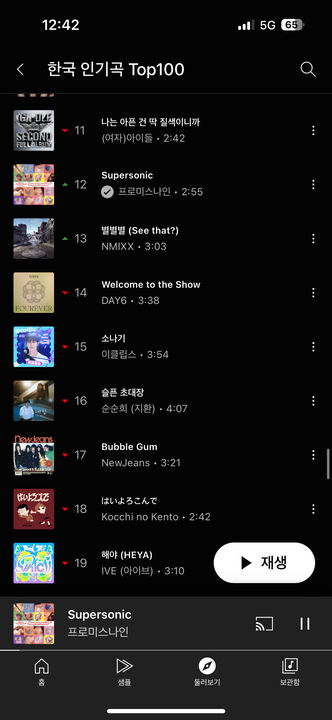 12:42
5G 65
한국 인기곡 Top100
11
나는 아픈 건 딱 질색이니까
(여자)아이들 • 2:42
12
Supersonic
프로미스나인 • 2:55
13
별별별 (See that?)
NMIXX • 3:03
14
Welcome to the Show
DAY6 • 3:38
15
소나기
이클립스 • 3:54
16
슬픈 초대장
순순희 (지환) • 4:07
17
Bubble Gum
NewJeans • 3:21
18
はいよろこんで
Kocchi no Kento • 2:42
19
해야 (HEYA)
IVE (아이브) • 3:10
재생
Supersonic
프로미스나인
홈
샘플
둘러보기
보관함